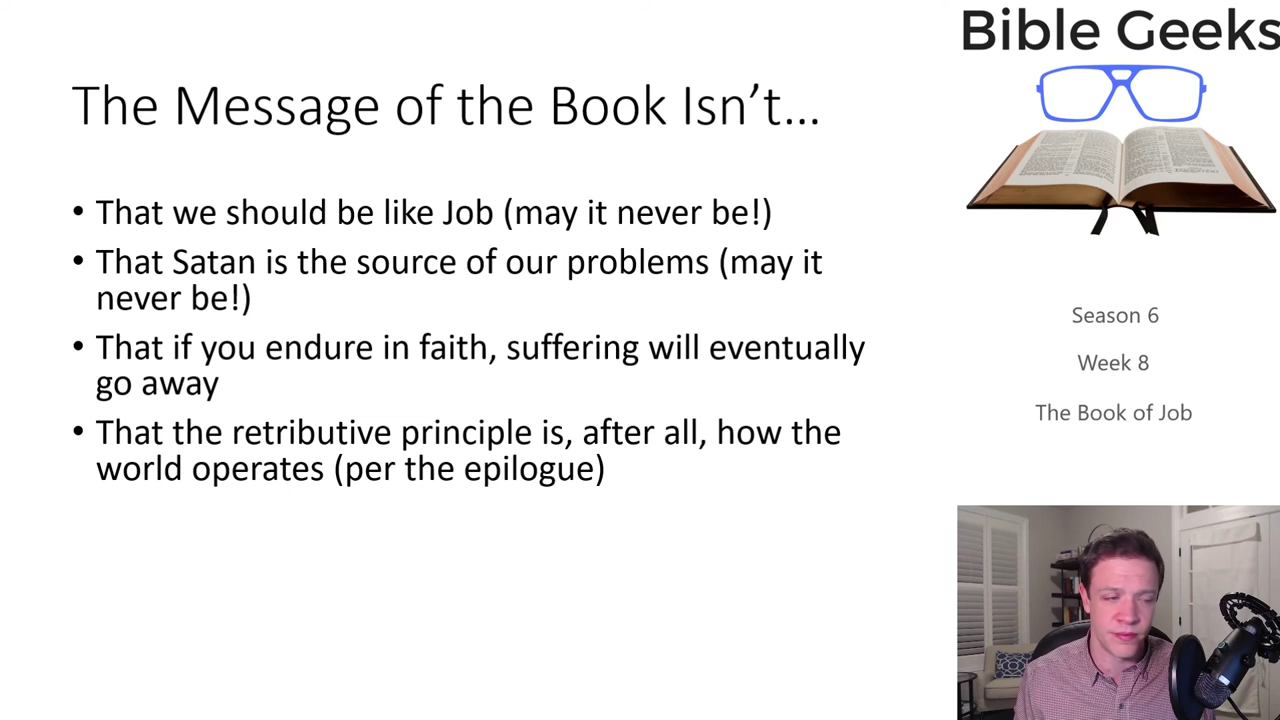 Bible Geeks
The Message of the Book Isn’t…
• That we should be like Job (may it never be!)
• That Satan is the source of our problems (may it
never be!)
• That if you endure in faith, suffering will eventually
go away
• That the retributive principle is, after all, how the
world operates (per the epilogue)
Season 6
Week 8
The Book of Job